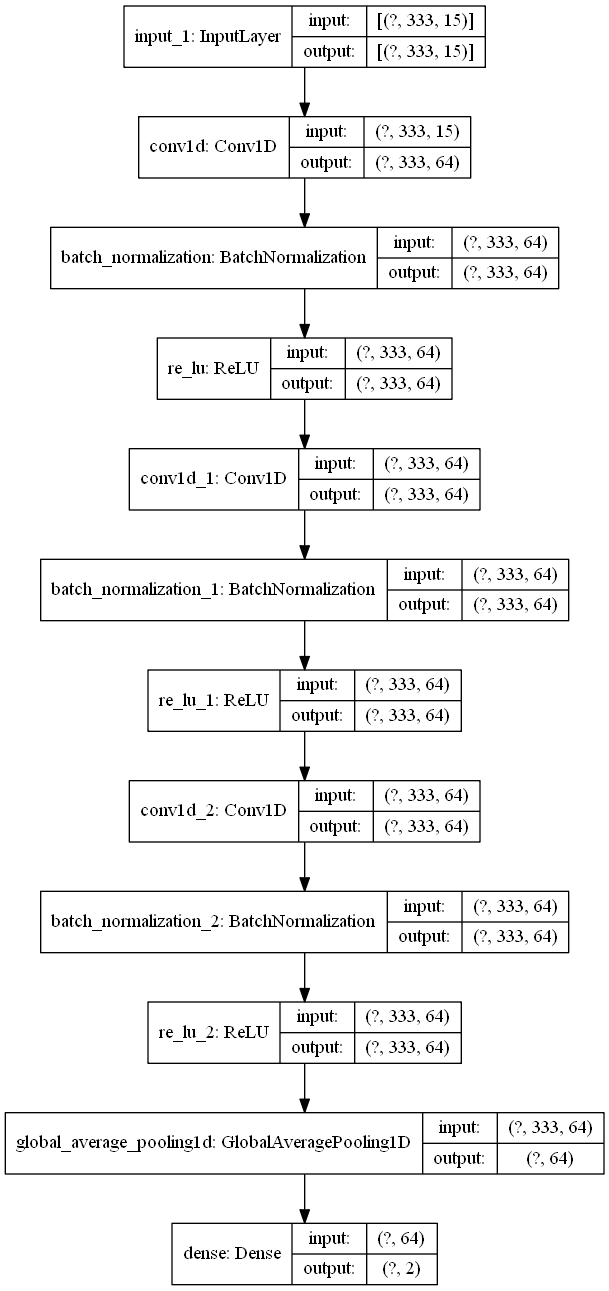 input_1: InputLayer
input: [(?, 333, 15)]
output: [(?, 333, 15)]
conv1d: Conv1D
input: (?, 333, 15)
output: (?, 333, 64)
batch_normalization: BatchNormalization
input: (?, 333, 64)
output: (?, 333, 64)
re_lu: ReLU
input: (?, 333, 64)
output: (?, 333, 64)
conv1d_1: Conv1D
input: (?, 333, 64)
output: (?, 333, 64)
batch_normalization_1: BatchNormalization
input: (?, 333, 64)
output: (?, 333, 64)
re_lu_1: ReLU
input: (?, 333, 64)
output: (?, 333, 64)
conv1d_2: Conv1D
input: (?, 333, 64)
output: (?, 333, 64)
batch_normalization_2: BatchNormalization
input: (?, 333, 64)
output: (?, 333, 64)
re_lu_2: ReLU
input: (?, 333, 64)
output: (?, 333, 64)
global_average_pooling1d: GlobalAveragePooling1D
input: (?, 333, 64)
output: (?, 64)
dense: Dense
input: (?, 64)
output: (?, 2)